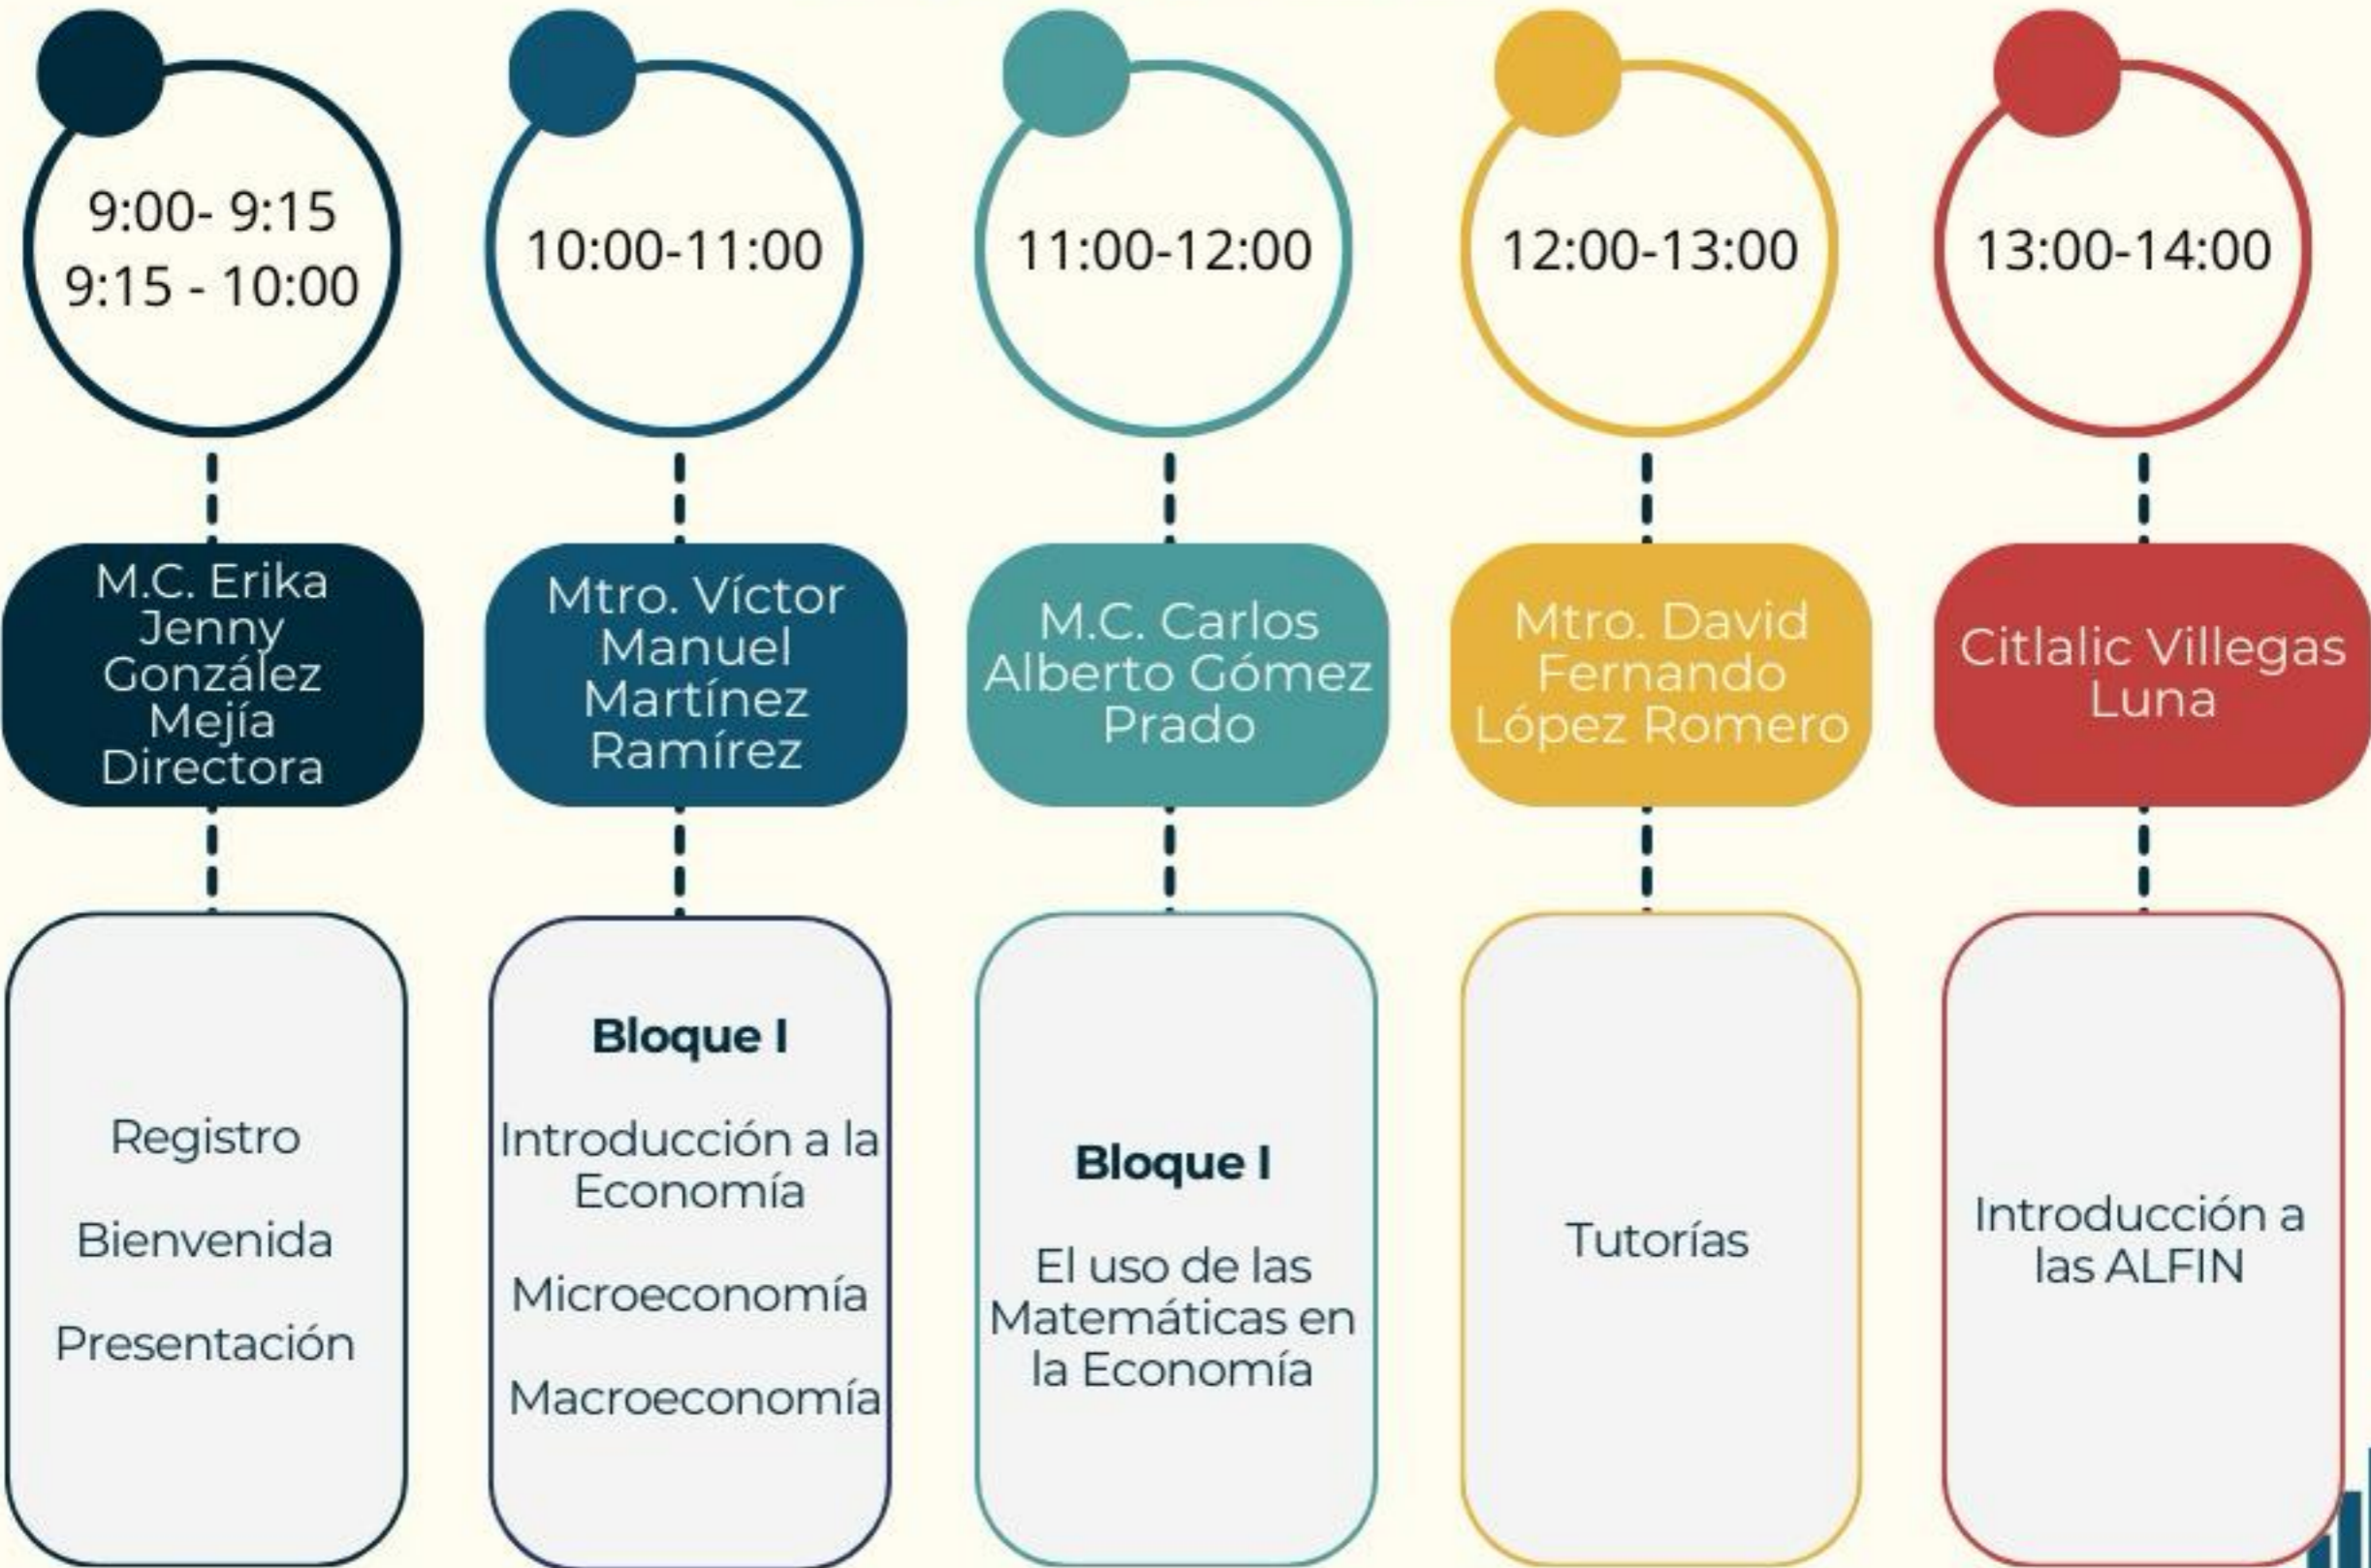 9:00- 9:15
9:15 - 10:00
10:00-11:00
11:00-12:00
12:00-13:00
13:00-14:00
M.C. Erika
Jenny
González
Mejía
Directora
Mtro. Víctor
Manuel
Martínez
Ramírez
M.C. Carlos
Alberto Gómez
Prado
Mtro. David
Fernando
López Romero
Citlalic Villegas
Luna
Registro
Bienvenida
Presentación
Bloque I
Introducción a la
Economía
Microeconomía
Macroeconomía
Bloque I
El uso de las
Matemáticas en
la Economía
Tutorías
Introducción a
las ALFIN